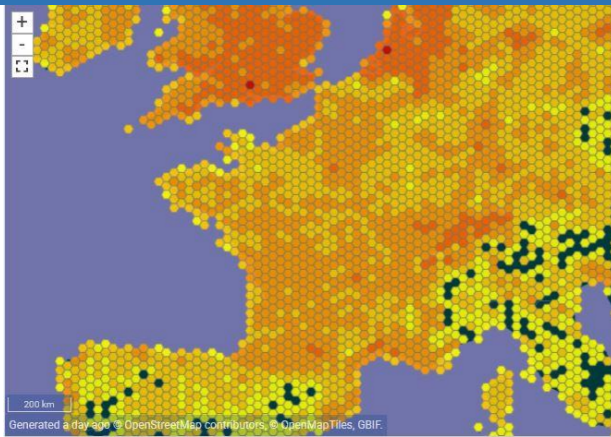 +
-
200 km
Generated a day ago © OpenStreetMap contributors, © OpenMapTiles, GBIF.